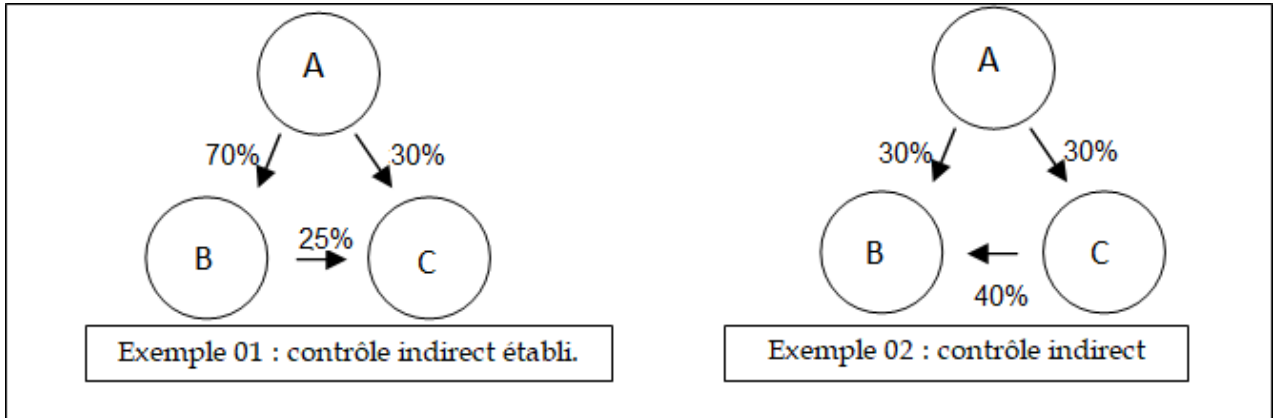 A
70%
30%
B
25%
C
Exemple 01 : contrôle indirect établi.
A
30%
30%
B
C
40%
Exemple 02 : contrôle indirect